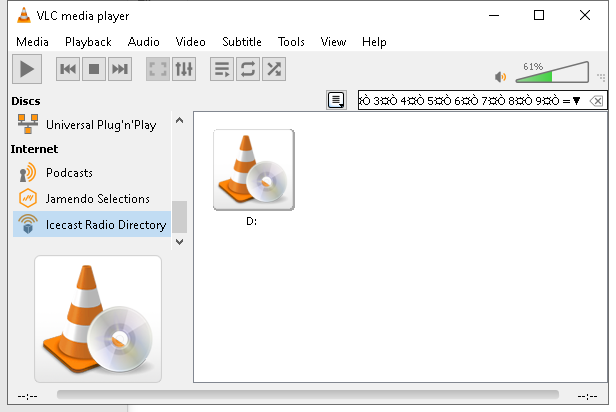 VLC media player
Media Playback Audio Video Subtitle Tools View Help
61%
Discs
Ò 3¤Ò 4¤Ò 5¤Ò 6¤Ò 7¤Ò 8¤Ò 9¤Ò =▼
Universal Plug'n'Play
Internet
Podcasts
Jamendo Selections
Icecast Radio Directory
D:
--:-- --:--